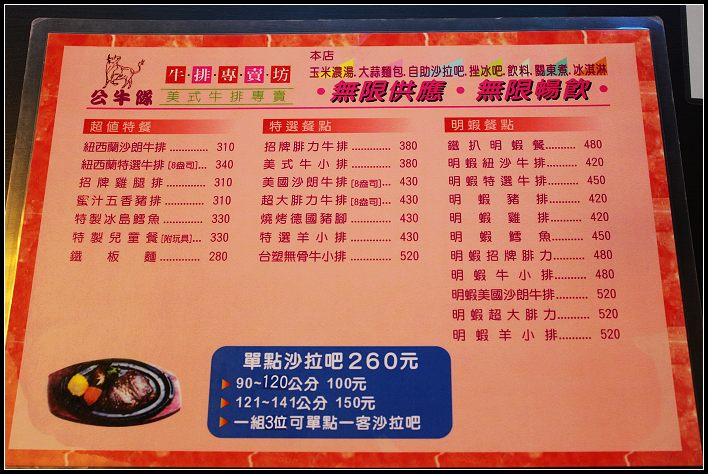 公牛隊
牛·排·專·賣·坊
美式牛排專賣
本店
玉米濃湯.大蒜麵包.自助沙拉吧.挫冰吧.飲料.關東煮.冰淇淋
·無限供應·無限暢飲·
超值特餐
紐西蘭沙朗牛排............. 310
紐西蘭特選牛排[8盎司]... 340
招牌雞腿排............. 310
蜜汁五香豬排............. 310
特製冰島鱈魚............. 330
特製兒童餐[附玩具]... 330
鐵板麵............. 280
特選餐點
招牌腓力牛排............. 380
美式牛小排............. 380
美國沙朗牛排[8盎司].... 430
超大腓力牛排[8盎司].... 430
燒烤德國豬腳............. 430
特選羊小排............. 430
台塑無骨牛小排............. 520
明蝦餐點
鐵扒明蝦餐.......... 480
明蝦紐沙牛排.......... 420
明蝦特選牛排.......... 450
明蝦豬排.......... 420
明蝦雞排.......... 420
明蝦鱈魚.......... 450
明蝦招牌腓力.......... 480
明蝦牛小排.......... 480
明蝦美國沙朗牛排.......... 520
明蝦超大腓力.......... 520
明蝦羊小排.......... 520
單點沙拉吧260元
90~120公分 100元
121~141公分 150元
一組3位可單點一客沙拉吧